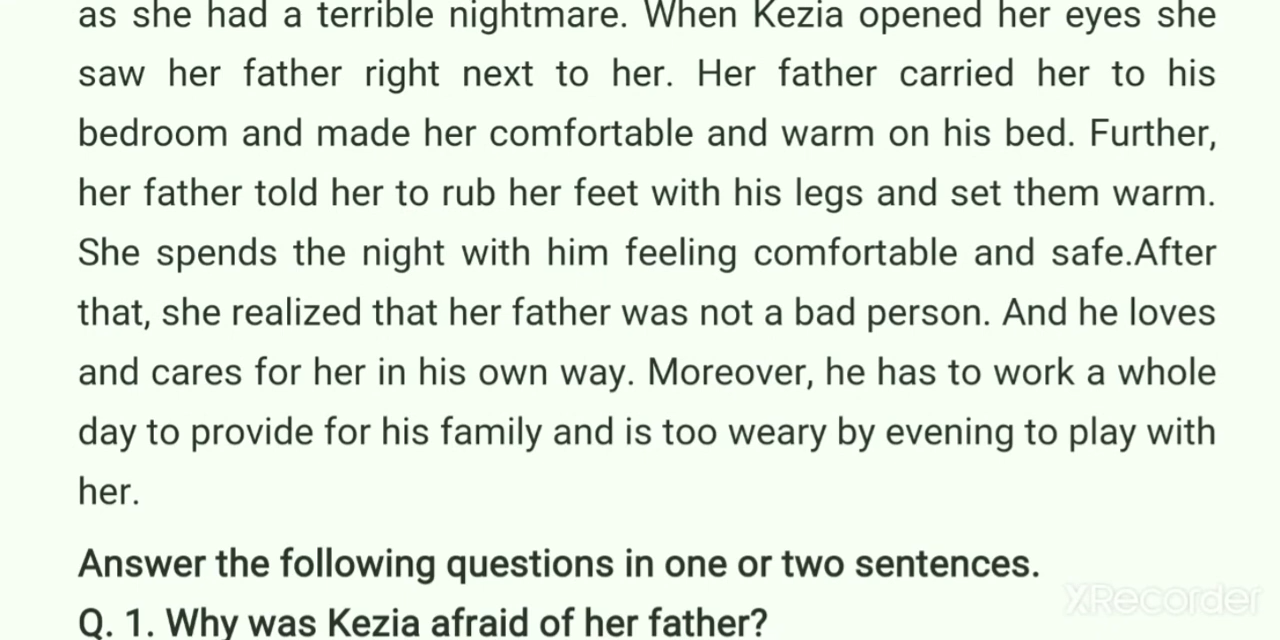 as she had a terrible nightmare. When Kezia opened her eyes she
saw her father right next to her. Her father carried her to his
bedroom and made her comfortable and warm on his bed. Further,
her father told her to rub her feet with his legs and set them warm.
She spends the night with him feeling comfortable and safe.After
that, she realized that her father was not a bad person. And he loves
and cares for her in his own way. Moreover, he has to work a whole
day to provide for his family and is too weary by evening to play with
her.
Answer the following questions in one or two sentences.
XRecorder
Q. 1. Why was Kezia afraid of her father?